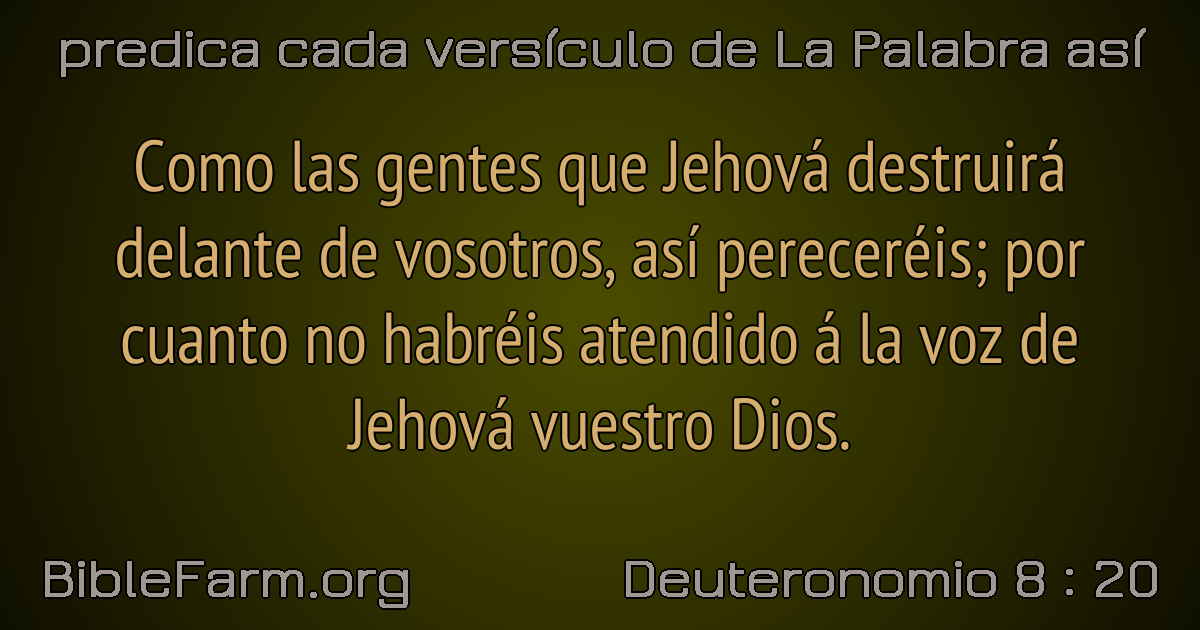 predica cada versículo de La Palabra así
Como las gentes que Jehová destruirá
delante de vosotros, así pereceréis; por
cuanto no habréis atendido á la voz de
Jehová vuestro Dios.
BibleFarm.org
Deuteronomio 8 : 20